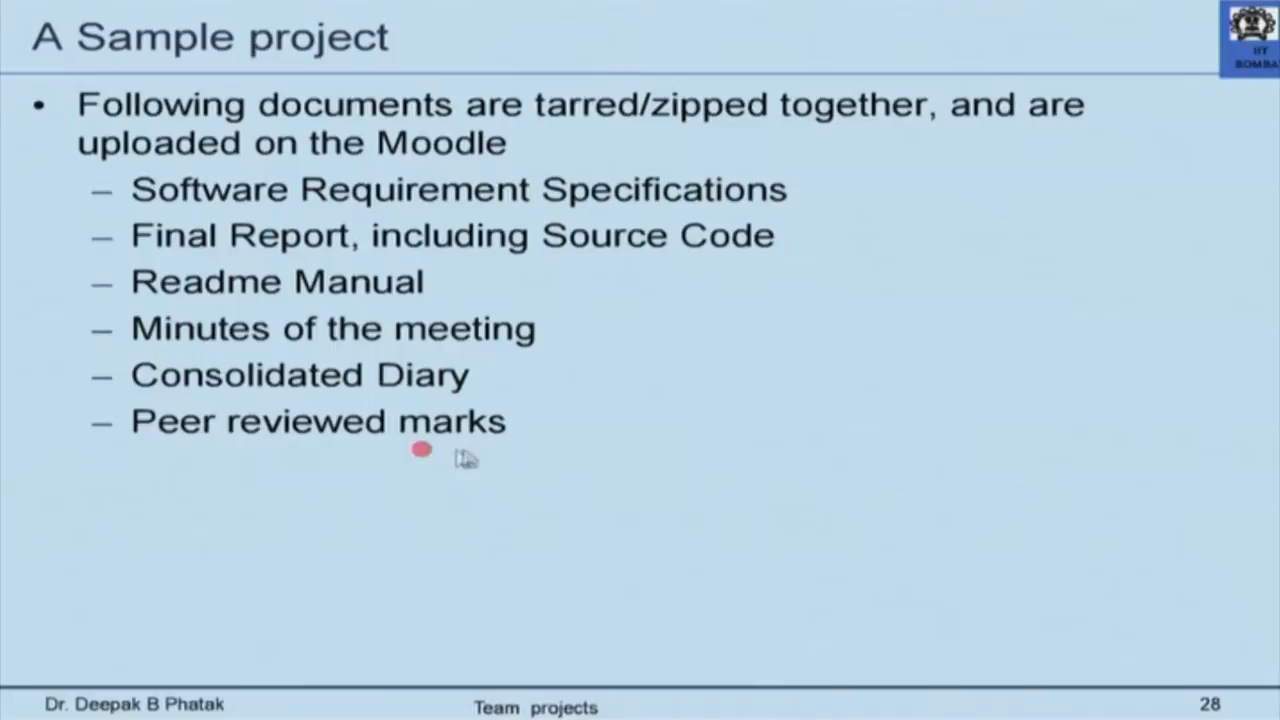 A Sample project
IIT
BOMBA
• Following documents are tarred/zipped together, and are
uploaded on the Moodle
– Software Requirement Specifications
– Final Report, including Source Code
– Readme Manual
– Minutes of the meeting
– Consolidated Diary
– Peer reviewed marks
Dr. Deepak B Phatak
Team projects
28